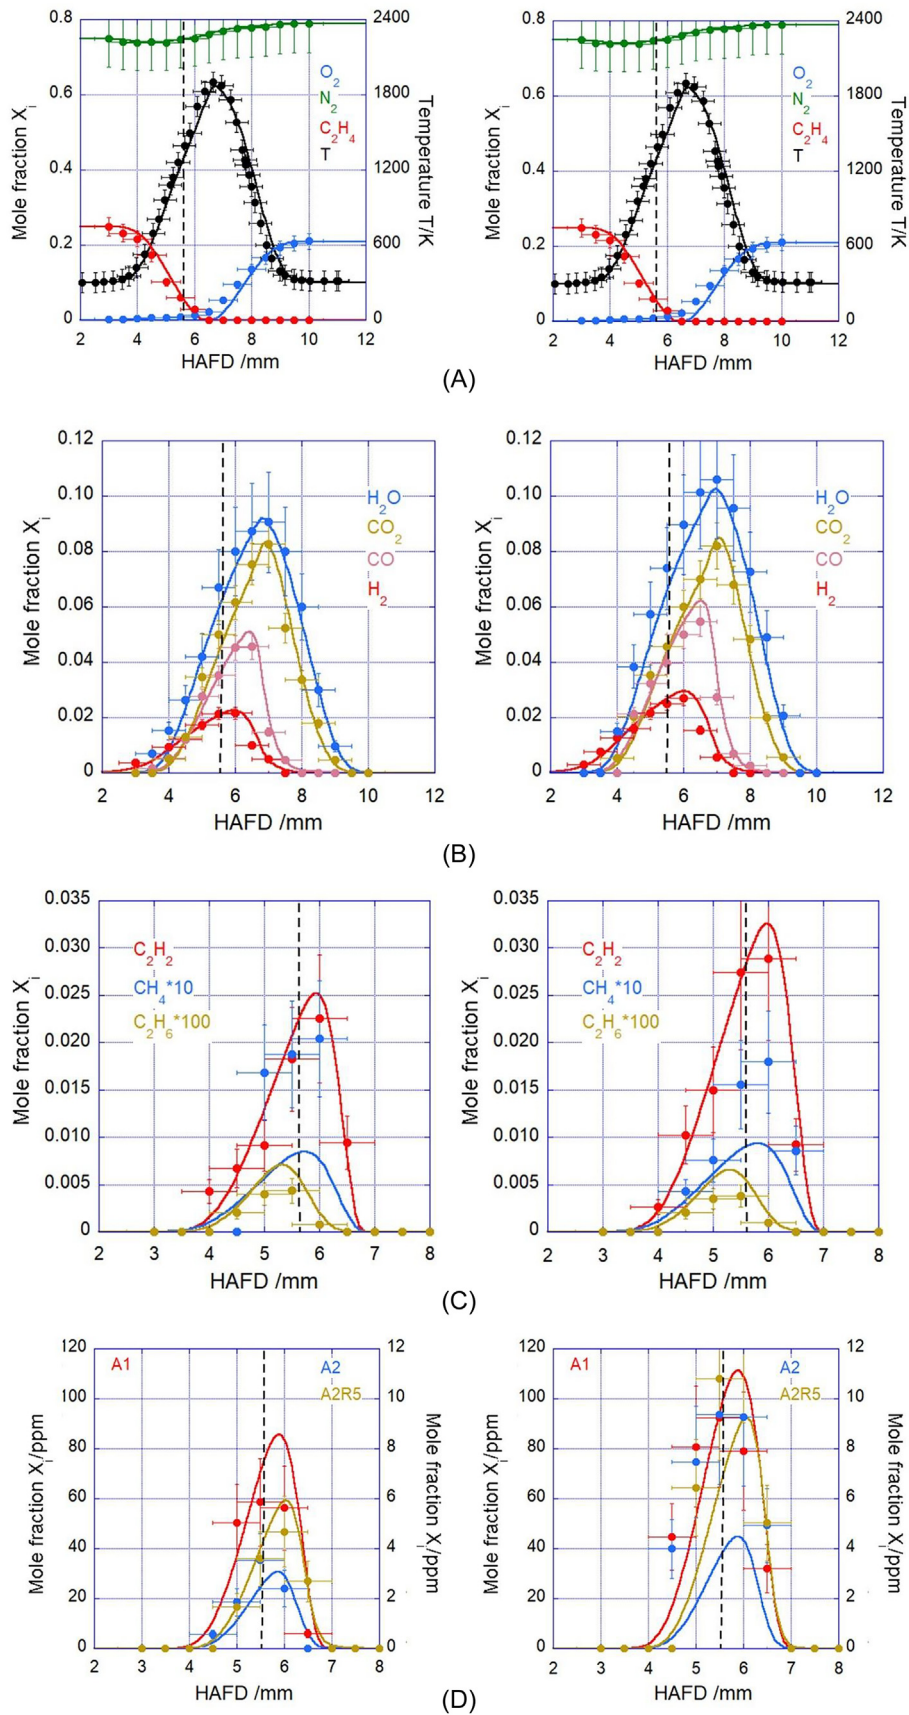 0.8
0.6
0.4
0.2
0
2400
1800
1200
600
0
Mole fraction Xi
Temperature T/K
O2
N2
C2H4
T
2 4 6 8 10 12
HAFD /mm
0.8
0.6
0.4
0.2
0
2400
1800
1200
600
0
Mole fraction Xi
Temperature T/K
O2
N2
C2H4
T
2 4 6 8 10 12
HAFD /mm
(A)
0.12
0.10
0.08
0.06
0.04
0.02
0
Mole fraction Xi
H2O
CO2
CO
H2
2 4 6 8 10 12
HAFD /mm
0.12
0.10
0.08
0.06
0.04
0.02
0
Mole fraction Xi
H2O
CO2
CO
H2
2 4 6 8 10 12
HAFD /mm
(B)
0.035
0.030
0.025
0.020
0.015
0.010
0.005
0
Mole fraction Xi
C2H2
CH4*10
C2H6*100
2 3 4 5 6 7 8
HAFD /mm
0.035
0.030
0.025
0.020
0.015
0.010
0.005
0
Mole fraction Xi
C2H2
CH4*10
C2H6*100
2 3 4 5 6 7 8
HAFD /mm
(C)
120
100
80
60
40
20
0
12
10
8
6
4
2
0
Mole fraction Xi/ppm
Mole fraction Xi/ppm
A1
A2
A2R5
2 3 4 5 6 7 8
HAFD /mm
120
100
80
60
40
20
0
12
10
8
6
4
2
0
Mole fraction Xi/ppm
Mole fraction Xi/ppm
A1
A2
A2R5
2 3 4 5 6 7 8
HAFD /mm
(D)